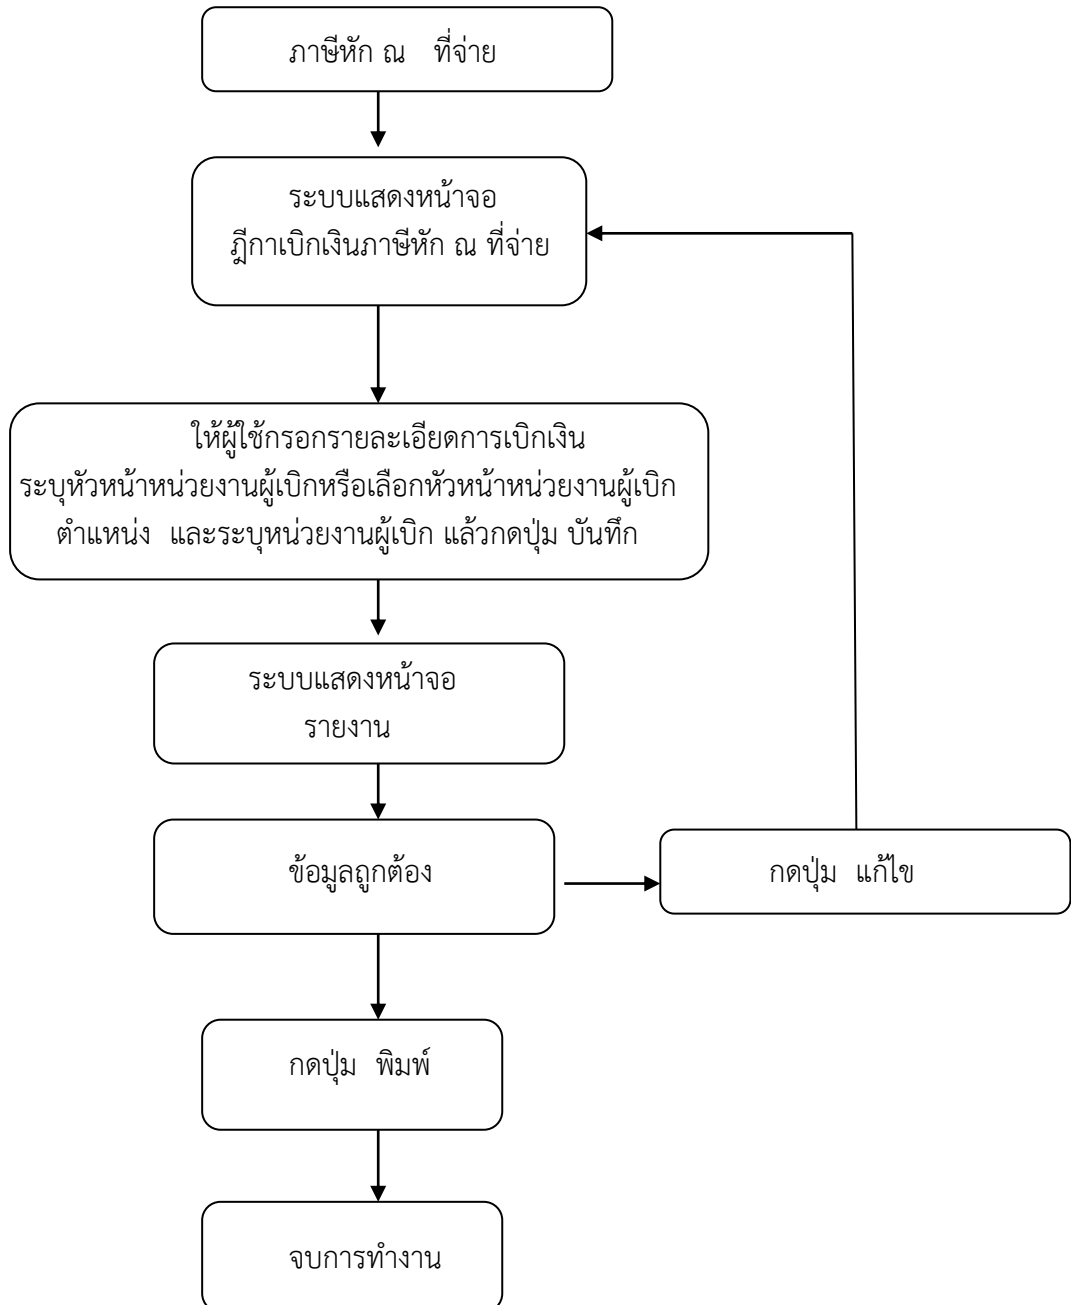 ภาษีหัก ณ ที่จ่าย
ระบบแสดงหน้าจอ
ฎีกาเบิกเงินภาษีหัก ณ ที่จ่าย
ให้ผู้ใช้กรอกรายละเอียดการเบิกเงิน
ระบุหัวหน้าหน่วยงานผู้เบิกหรือเลือกหัวหน้าหน่วยงานผู้เบิก
ตำแหน่ง และระบุหน่วยงานผู้เบิก แล้วกดปุ่ม บันทึก
ระบบแสดงหน้าจอ
รายงาน
ข้อมูลถูกต้อง
กดปุ่ม แก้ไข
กดปุ่ม พิมพ์
จบการทำงาน